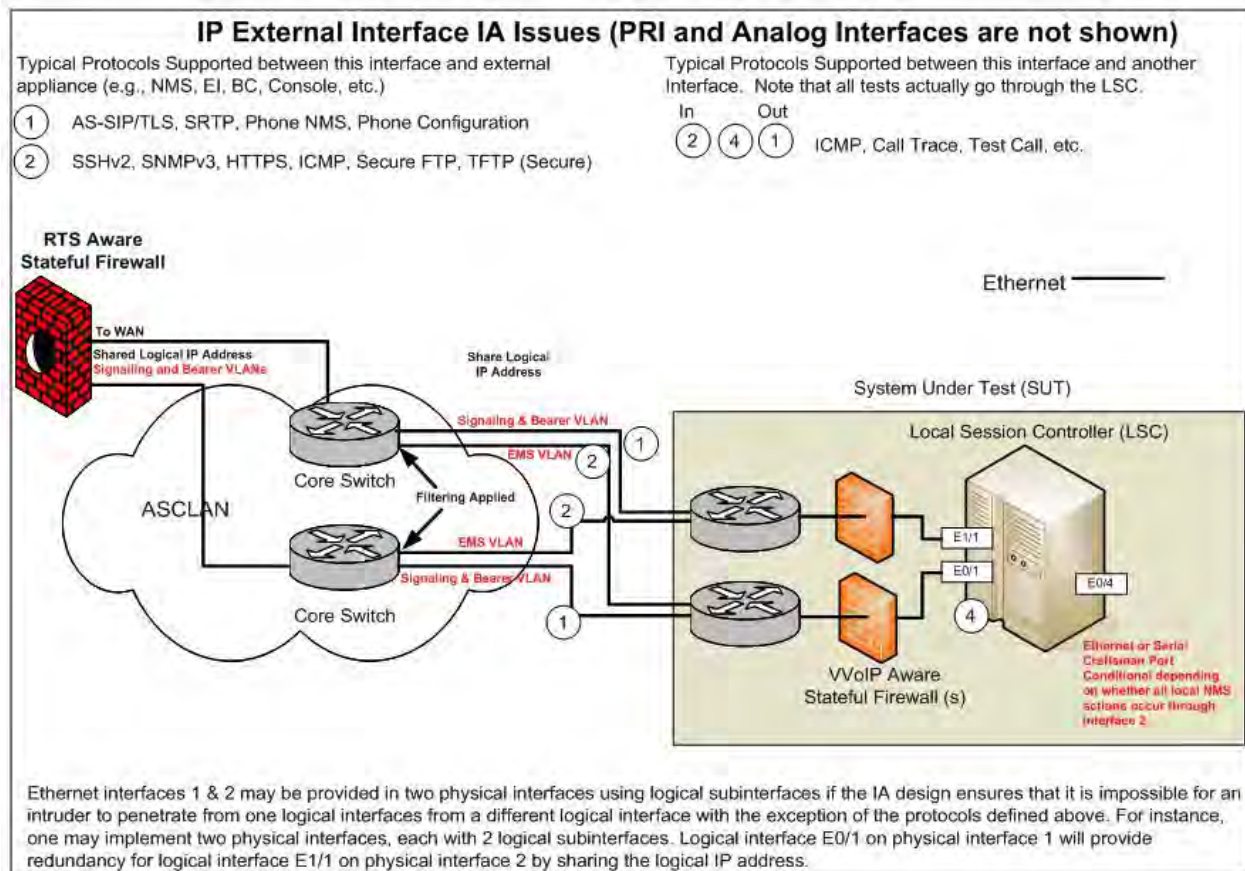 IP External Interface IA Issues (PRI and Analog Interfaces are not shown)
Typical Protocols Supported between this interface and external
appliance (e.g., NMS, EI, BC, Console, etc.)
1 AS-SIP/TLS, SRTP, Phone NMS, Phone Configuration
2 SSHv2, SNMPv3, HTTPS, ICMP, Secure FTP, TFTP (Secure)
Typical Protocols Supported between this interface and another
Interface. Note that all tests actually go through the LSC.
In Out
2 4 1 ICMP, Call Trace, Test Call, etc.
RTS Aware
Stateful Firewall
Ethernet
To WAN
Shared Logical IP Address
Signaling and Bearer VLANs
Share Logical
IP Address
System Under Test (SUT)
Signaling & Bearer VLAN
1
EMS VLAN
2
Local Session Controller (LSC)
Core Switch
Filtering Applied
ASCLAN
2
EMS VLAN
Signaling & Bearer VLAN
Core Switch
1
E1/1
E0/1
E0/4
4
VVoIP Aware
Stateful Firewall (s)
Ethernet or Serial
Craftsman Port
Conditional depending
on whether all local NMS
actions occur through
Interface 2
Ethernet interfaces 1 & 2 may be provided in two physical interfaces using logical subinterfaces if the IA design ensures that it is impossible for an
intruder to penetrate from one logical interfaces from a different logical interface with the exception of the protocols defined above. For instance,
one may implement two physical interfaces, each with 2 logical subinterfaces. Logical interface E0/1 on physical interface 1 will provide
redundancy for logical interface E1/1 on physical interface 2 by sharing the logical IP address.